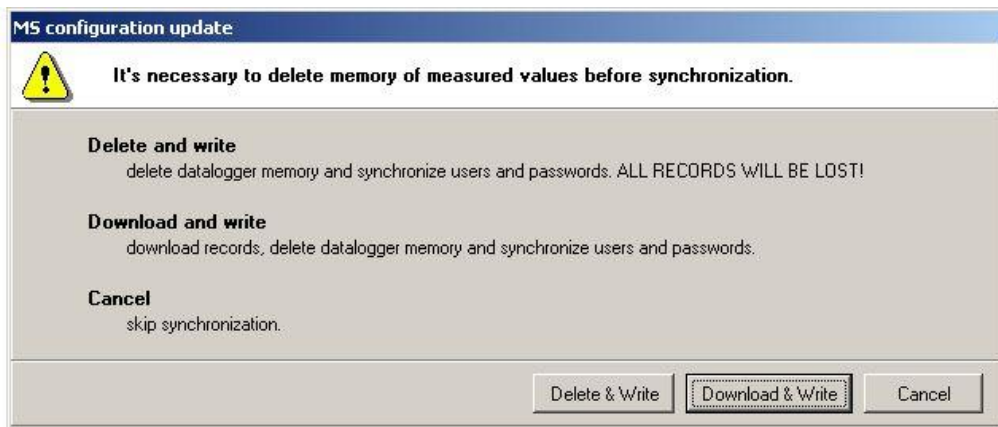 MS configuration update
It's necessary to delete memory of measured values before synchronization.
Delete and write
delete datalogger memory and synchronize users and passwords. ALL RECORDS WILL BE LOST!
Download and write
download records, delete datalogger memory and synchronize users and passwords.
Cancel
skip synchronization.
Delete & Write
Download & Write
Cancel